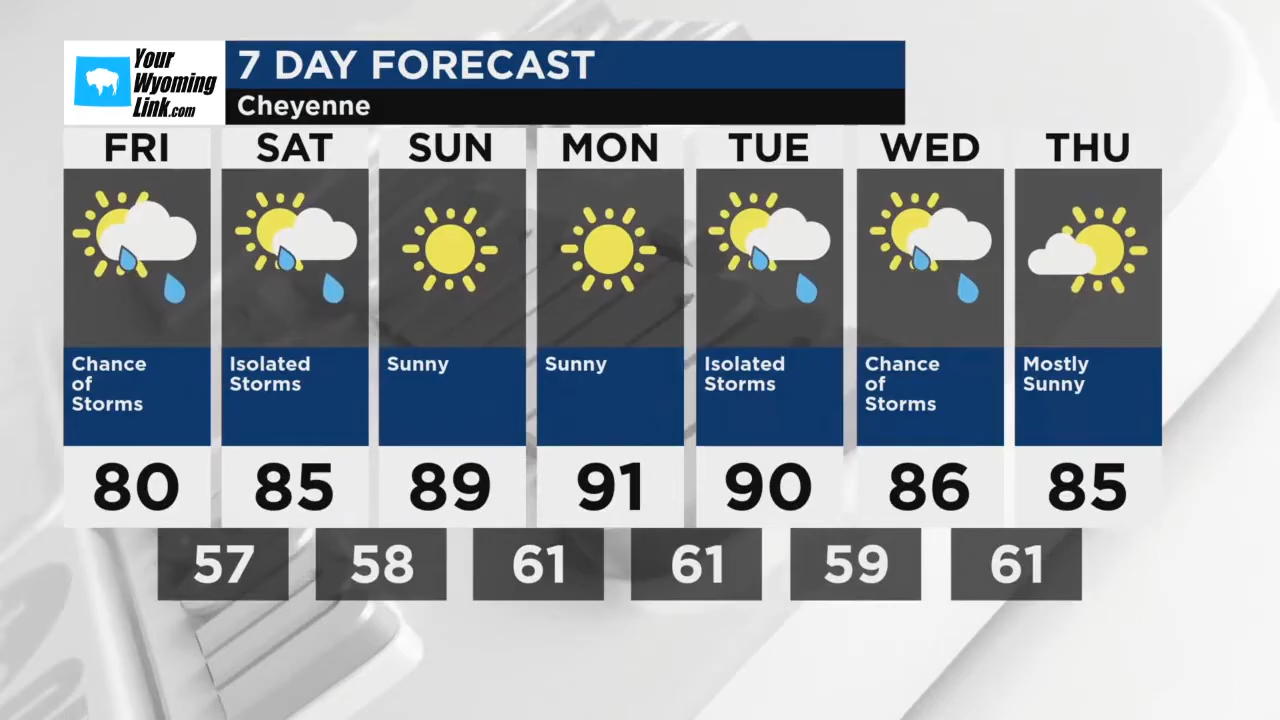 Your
Wyoming
Link.com
7 DAY FORECAST
Cheyenne
FRI SAT SUN MON TUE WED THU
Chance
of
Storms
Isolated
Storms
Sunny
Sunny
Isolated
Storms
Chance
of
Storms
Mostly
Sunny
80 85 89 91 90 86 85
57 58 61 61 59 61